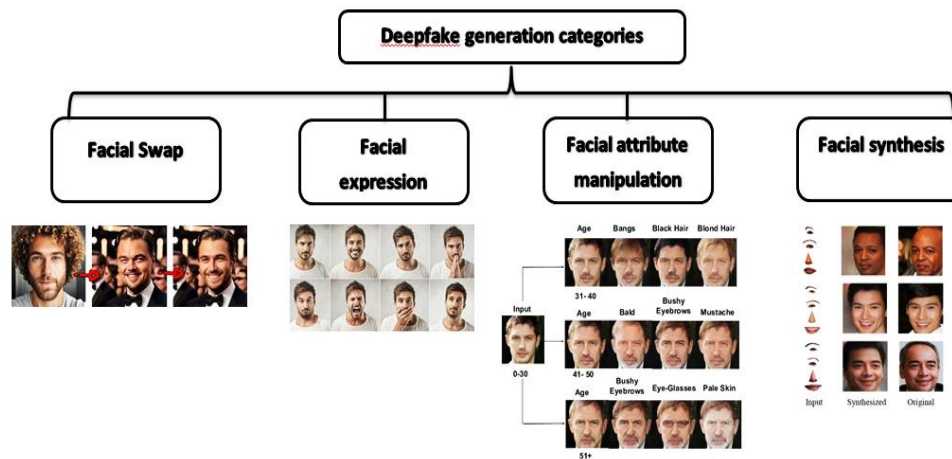 Deepfake generation categories
Facial Swap
Facial
expression
Facial attribute
manipulation
Facial synthesis
Age Bangs Black Hair Blond Hair
31- 40
Input
0-30
Age Bald Bushy
Eyebrows Mustache
41- 50
Age Bushy
Eyebrows Eye-Glasses Pale Skin
51+
Input Synthesized Original